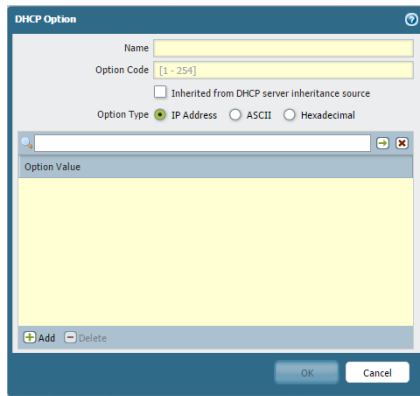 DHCP Option
Name
Option Code [1 - 254]
Inherited from DHCP server inheritance source
Option Type IP Address ASCII Hexadecimal
Option Value
Add Delete
OK Cancel